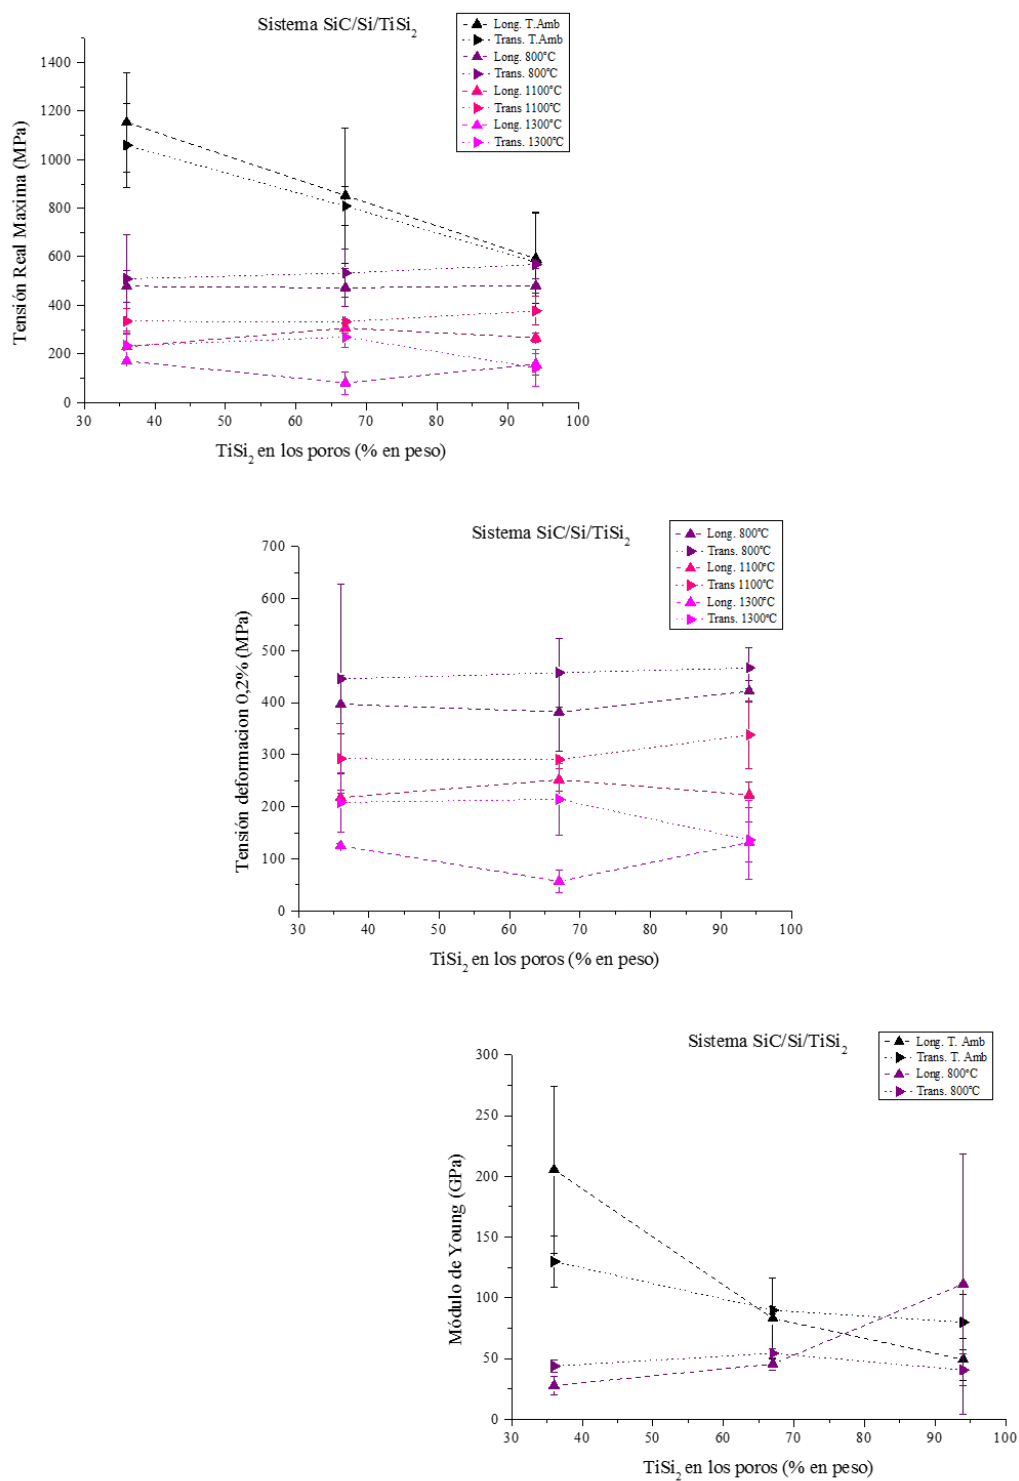 Sistema SiC/Si/TiSi2
Long. T.Amb
Trans. T.Amb
Long. 800°C
Trans. 800°C
Long. 1100°C
Trans 1100°C
Long. 1300°C
Trans. 1300°C
Tensión Real Maxima (MPa)
1400
1200
1000
800
600
400
200
0
30 40 50 60 70 80 90 100
TiSi2 en los poros (% en peso)
Sistema SiC/Si/TiSi2
Long. 800°C
Trans. 800°C
Long. 1100°C
Trans 1100°C
Long. 1300°C
Trans. 1300°C
Tensión deformacion 0,2% (MPa)
700
600
500
400
300
200
100
0
30 40 50 60 70 80 90 100
TiSi2 en los poros (% en peso)
Sistema SiC/Si/TiSi2
Long. T. Amb
Trans. T. Amb
Long. 800°C
Trans. 800°C
Módulo de Young (GPa)
300
250
200
150
100
50
0
30 40 50 60 70 80 90 100
TiSi2 en los poros (% en peso)